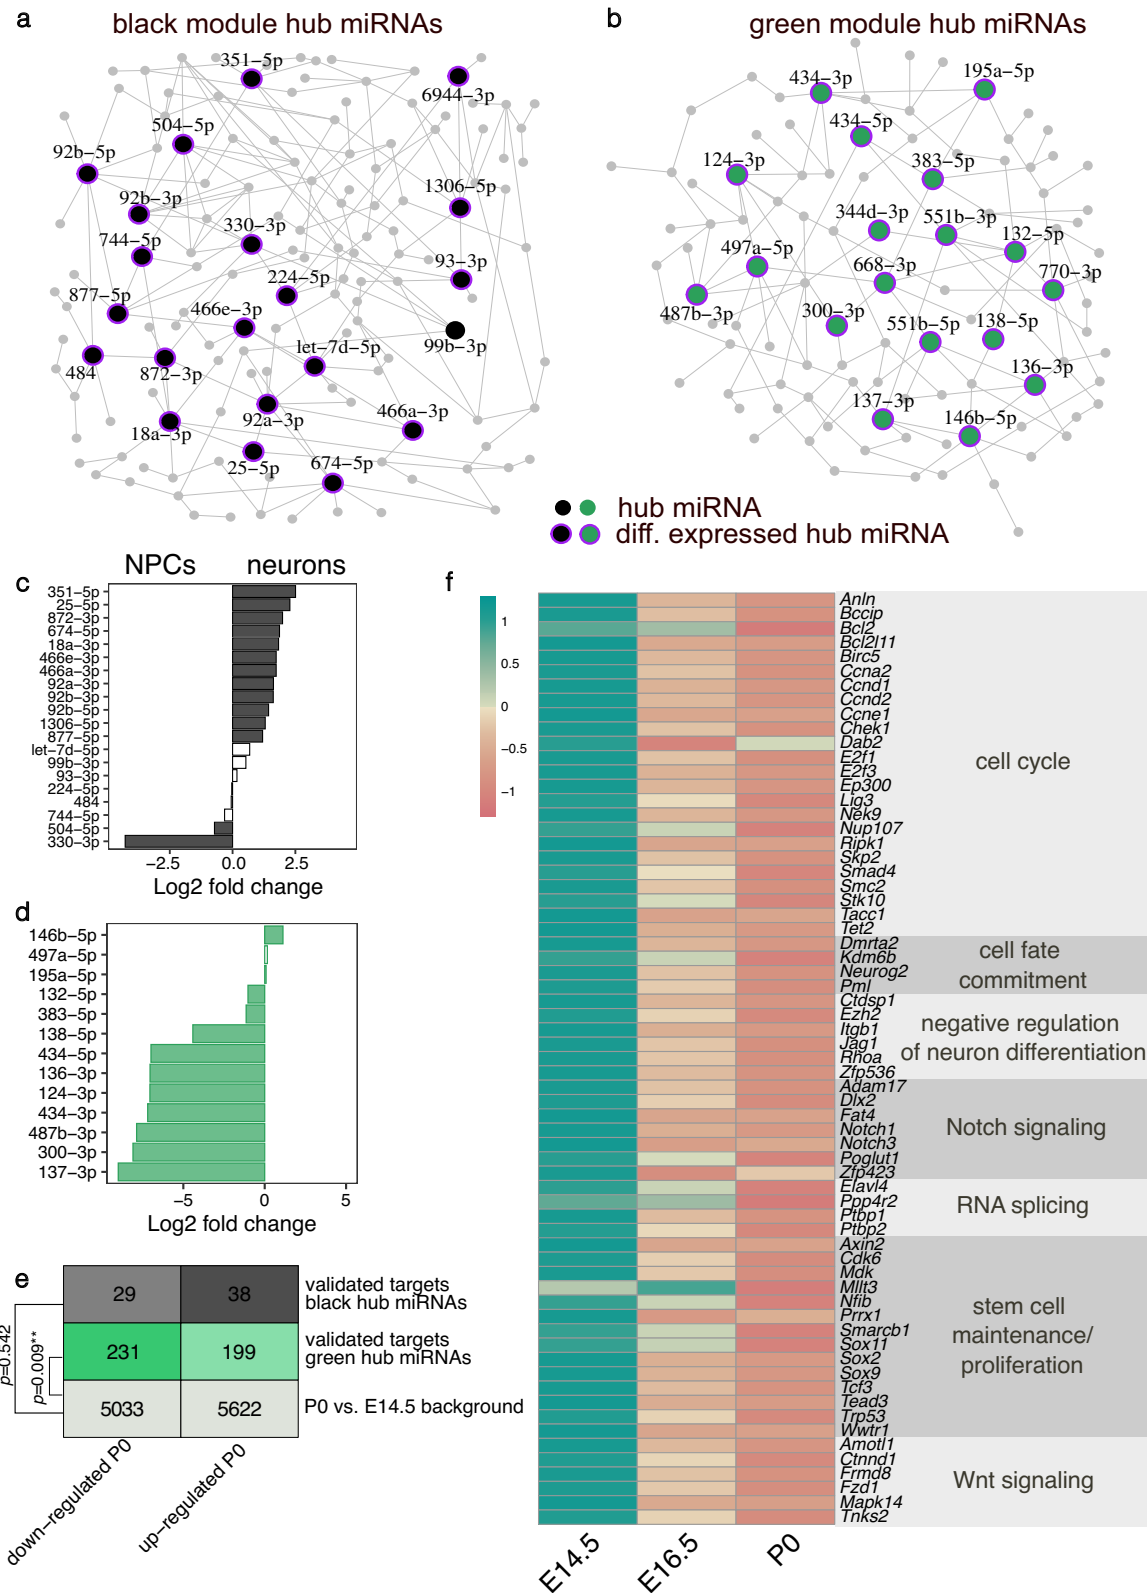 a
black module hub miRNAs
351−5p
6944−3p
504−5p
92b−5p
92b−3p
1306−5p
744−5p
330−3p
93−3p
224−5p
877−5p
466e−3p
99b−3p
let−7d−5p
484
872−3p
92a−3p
466a−3p
18a−3p
25−5p
674−5p
b
green module hub miRNAs
434−3p
195a−5p
434−5p
124−3p
383−5p
344d−3p
551b−3p
132−5p
497a−5p
668−3p
770−3p
487b−3p
300−3p
551b−5p
138−5p
136−3p
137−3p
146b−5p
hub miRNA
diff. expressed hub miRNA
c
NPCs
neurons
351−5p
25−5p
872−3p
674−5p
18a−3p
466e−3p
466a−3p
92a−3p
92b−3p
92b−5p
1306−5p
877−5p
let−7d−5p
99b−3p
93−3p
224−5p
484
744−5p
504−5p
330−3p
−2.5
0.0
2.5
Log2 fold change
d
146b−5p
497a−5p
195a−5p
132−5p
383−5p
138−5p
434−5p
136−3p
124−3p
434−3p
487b−3p
300−3p
137−3p
−5
0
5
Log2 fold change
e
29
38
validated targets
black hub miRNAs
231
199
validated targets
green hub miRNAs
5033
5622
P0 vs. E14.5 background
p=0.542
p=0.009**
down-regulated P0
up-regulated P0
f
1
0.5
0
−0.5
−1
Anln
Bccip
Bcl2
Bcl2l11
Birc5
Ccna2
Ccnd1
Ccnd2
Ccne1
Chek1
Dab2
E2f1
E2f3
Ep300
Lig3
Nek9
Nup107
Ripk1
Skp2
Smad4
Smc2
Stk10
Tacc1
Tet2
Dmrta2
Kdm6b
Neurog2
Pml
Ctdsp1
Ezh2
Itgb1
Jag1
Rhoa
Zfp536
Adam17
Dlx2
Fat4
Notch1
Notch3
Poglut1
Zfp423
Elavl4
Ppp4r2
Ptbp1
Ptbp2
Axin2
Cdk6
Mdk
Mllt3
Nfib
Prrx1
Smarcb1
Sox11
Sox2
Sox9
Tcf3
Tead3
Trp53
Wwtr1
Amotl1
Ctnnd1
Frmd8
Fzd1
Mapk14
Tnks2
cell cycle
cell fate
commitment
negative regulation
of neuron differentiation
Notch signaling
RNA splicing
stem cell
maintenance/
proliferation
Wnt signaling
E14.5
E16.5
P0